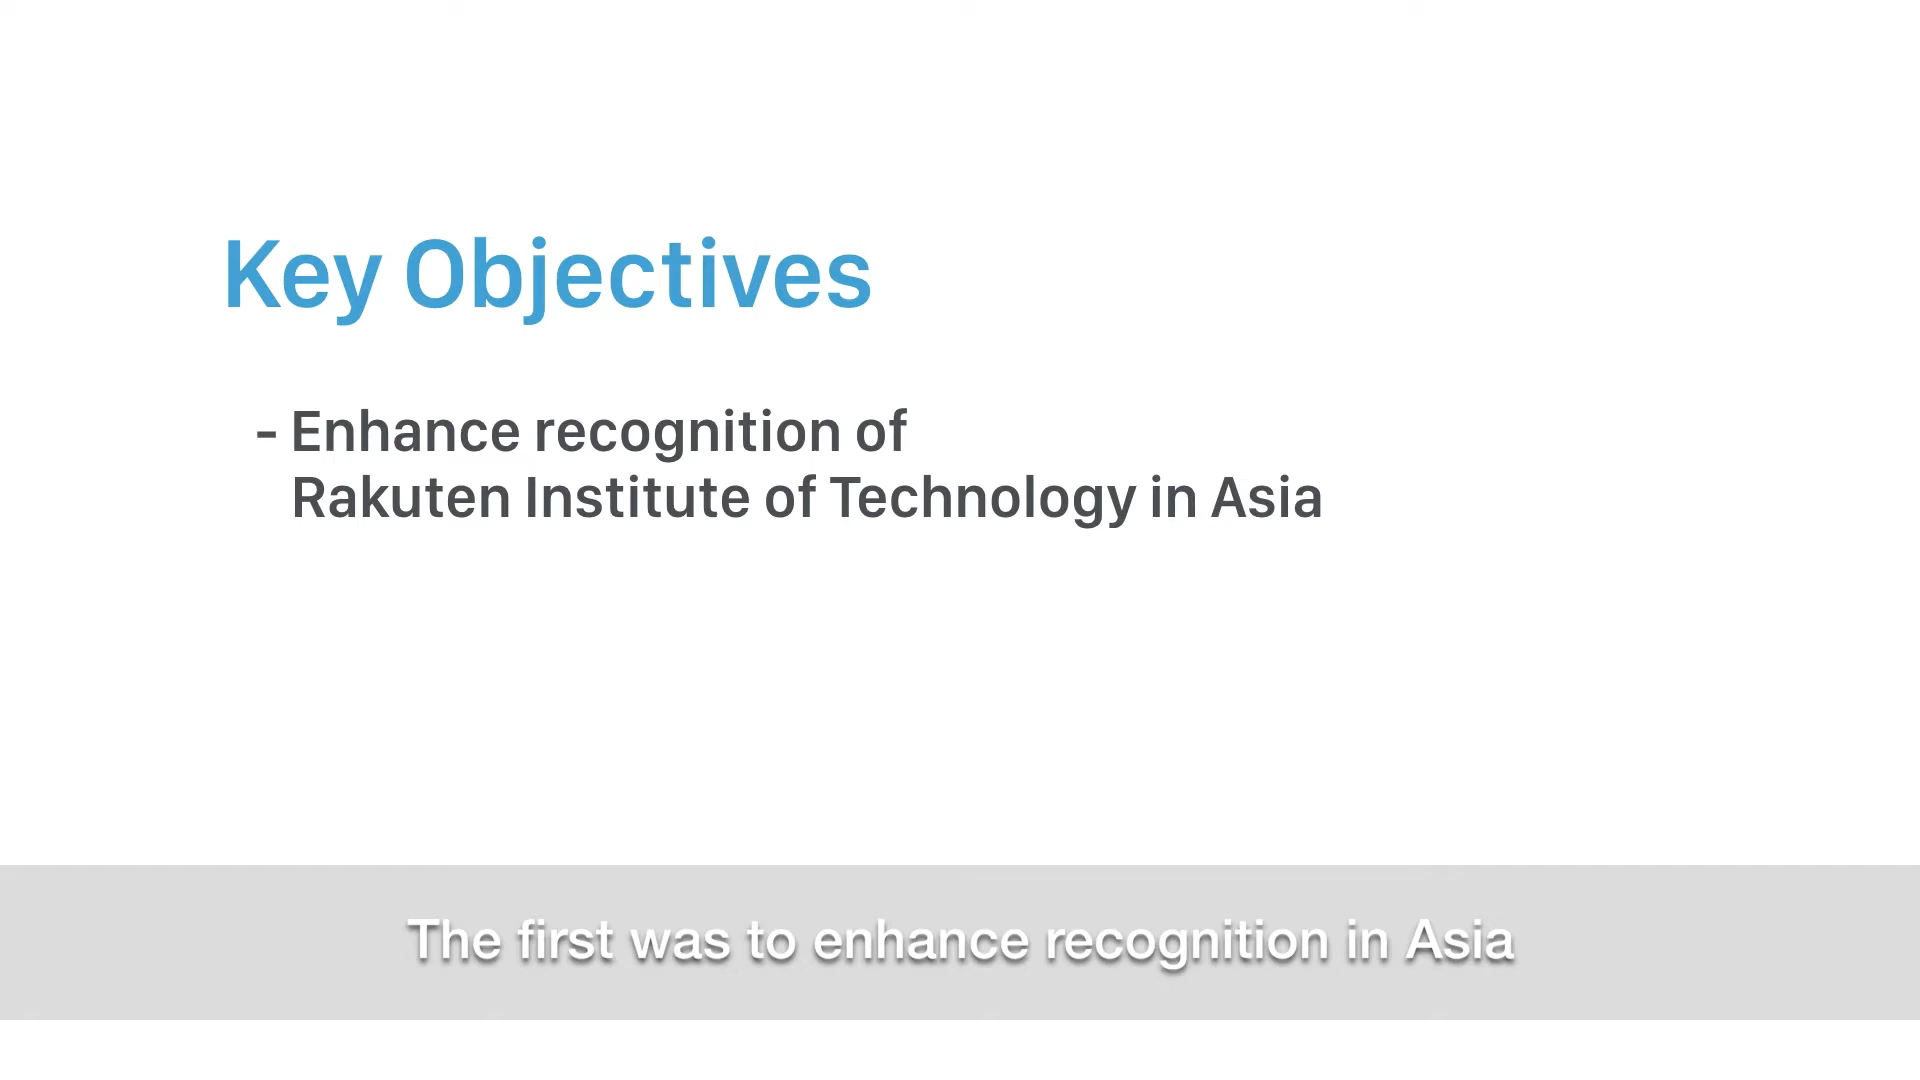 Key Objectives
- Enhance recognition of
Rakuten Institute of Technology in Asia
The first was to enhance recognition in Asia